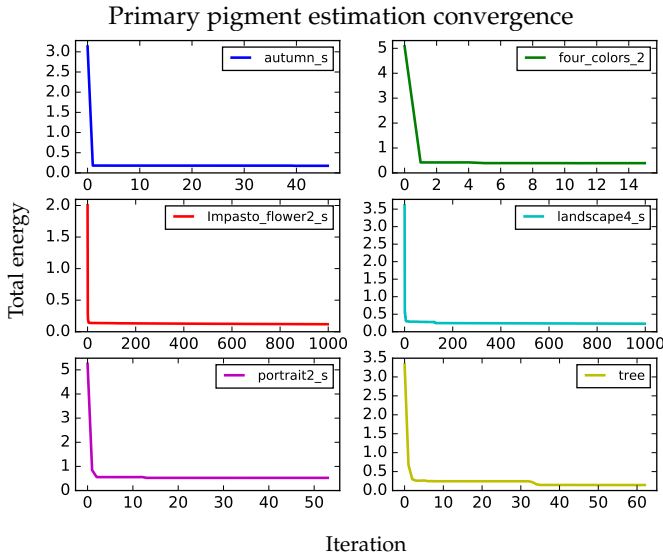 Primary pigment estimation convergence
Total energy
autumn_s
3.0
2.5
2.0
1.5
1.0
0.5
0.0
0 10 20 30 40
four_colors_2
5
4
3
2
1
0
0 2 4 6 8 10 12 14
Impasto_flower2_s
2.0
1.5
1.0
0.5
0.0
0 200 400 600 800 1000
landscape4_s
3.5
3.0
2.5
2.0
1.5
1.0
0.5
0.0
0 200 400 600 800 1000
portrait2_s
5
4
3
2
1
0
0 10 20 30 40 50
tree
3.5
3.0
2.5
2.0
1.5
1.0
0.5
0.0
0 10 20 30 40 50 60
Iteration